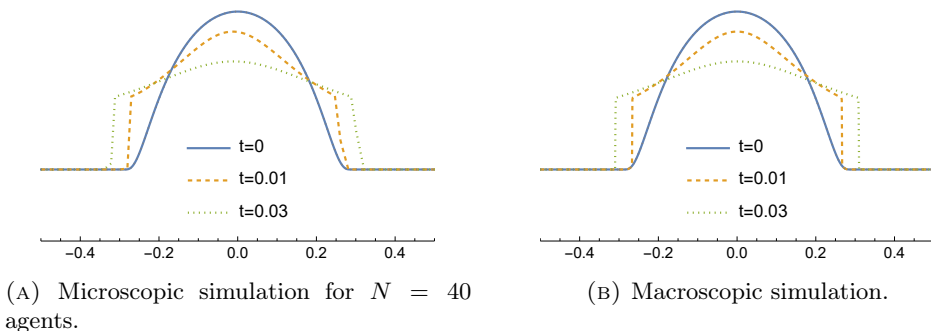 t=0
t=0.01
t=0.03
−0.4 −0.2 0.0 0.2 0.4
(A) Microscopic simulation for N = 40
agents.
t=0
t=0.01
t=0.03
−0.4 −0.2 0.0 0.2 0.4
(B) Macroscopic simulation.